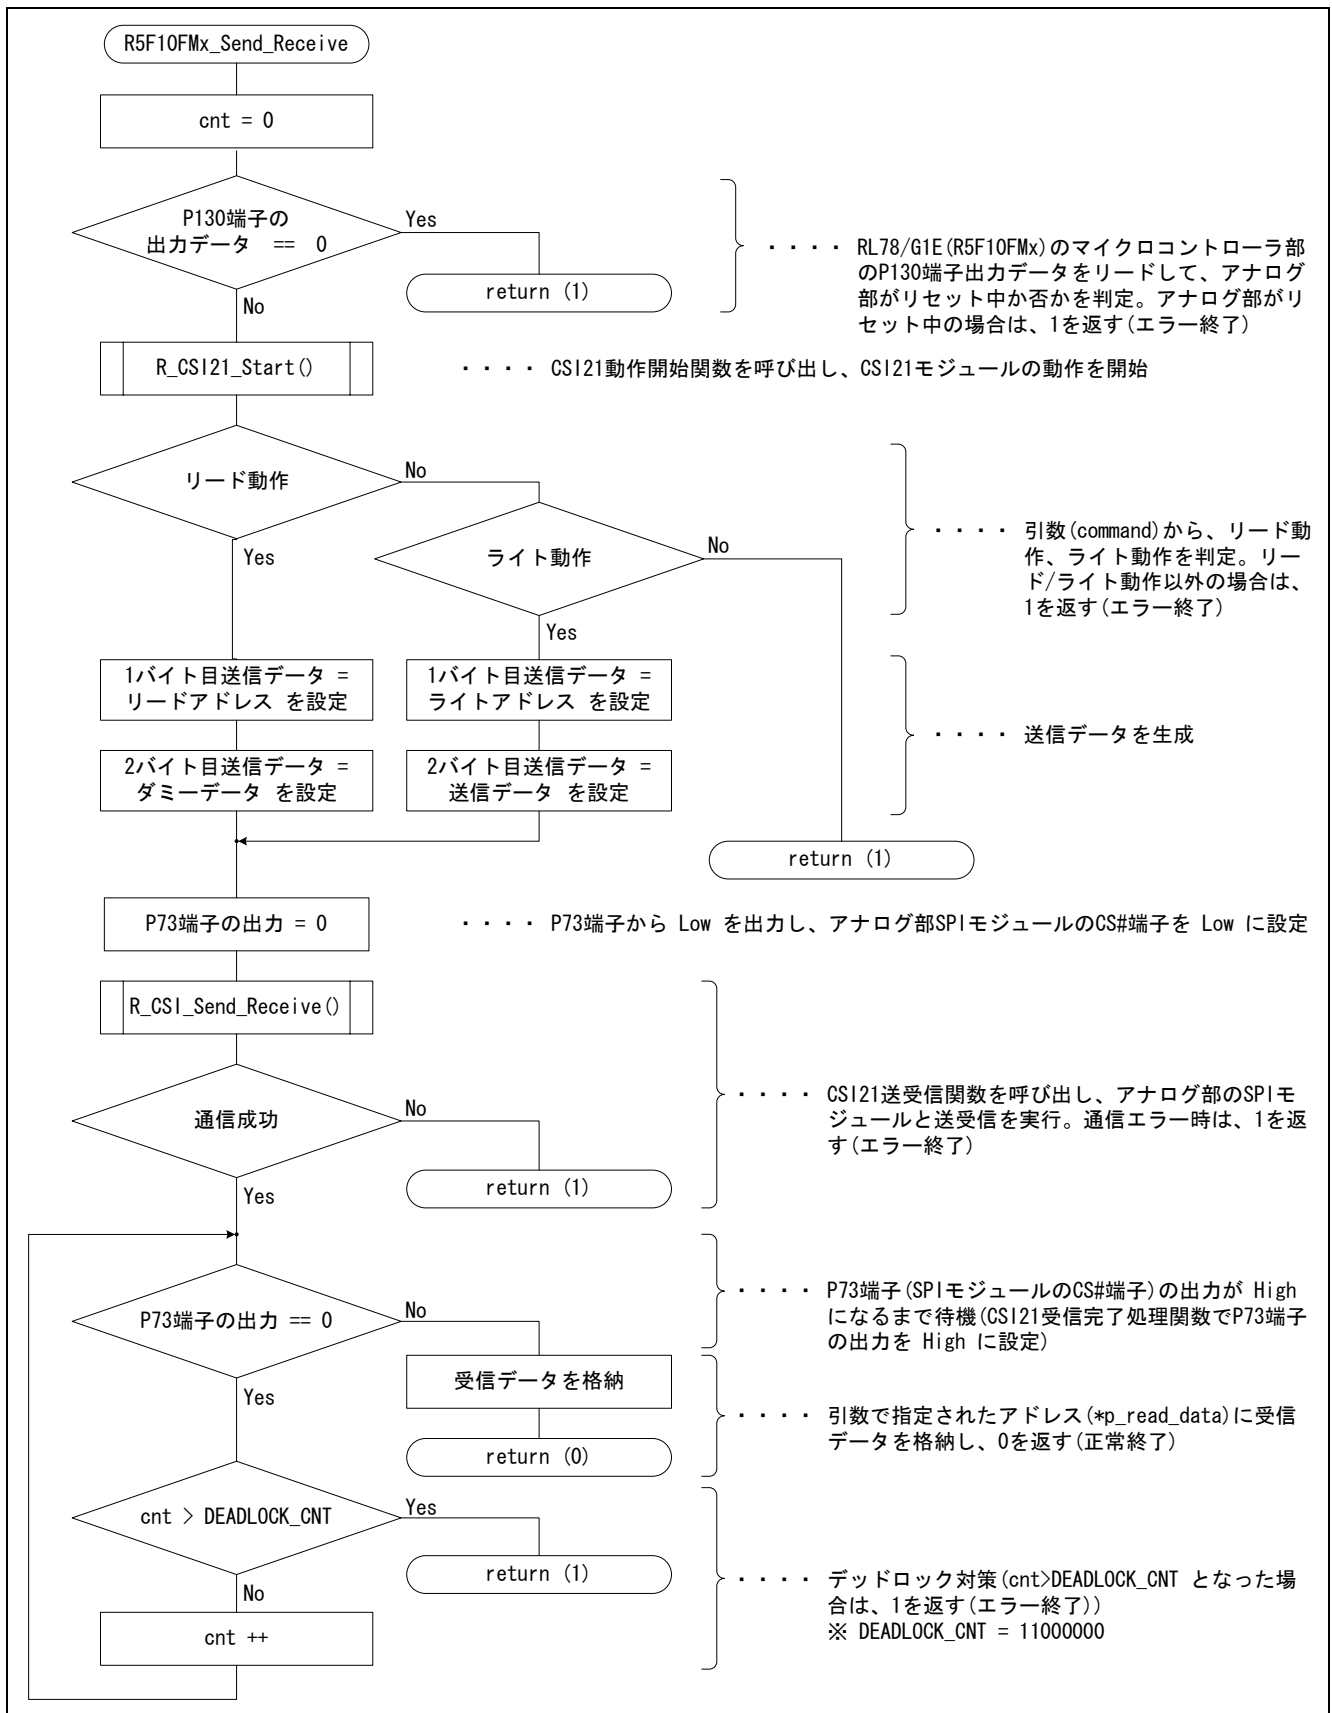 R5F10FMx_Send_Receive
cnt = 0
P130端子の
出力データ == 0
Yes
No
return (1)
・・・・ RL78/G1E(R5F10FMx)のマイクロコントローラ部
のP130端子出力データをリードして、アナログ
部がリセット中か否かを判定。アナログ部がリ
セット中の場合は、1を返す(エラー終了)
R_CSI21_Start()
・・・・ CSI21動作開始関数を呼び出し、CSI21モジュールの動作を開始
リード動作
No
Yes
ライト動作
No
Yes
・・・・ 引数(command)から、リード動
作、ライト動作を判定。リー
ド/ライト動作以外の場合は、
1を返す(エラー終了)
1バイト目送信データ =
リードアドレス を設定
1バイト目送信データ =
ライトアドレス を設定
2バイト目送信データ =
ダミーデータ を設定
2バイト目送信データ =
送信データ を設定
・・・・ 送信データを生成
return (1)
P73端子の出力 = 0
・・・・ P73端子から Low を出力し、アナログ部SPIモジュールのCS#端子を Low に設定
R_CSI_Send_Receive()
通信成功
No
Yes
return (1)
・・・・ CSI21送受信関数を呼び出し、アナログ部のSPIモ
ジュールと送受信を実行。通信エラー時は、1を返
す(エラー終了)
P73端子の出力 == 0
No
Yes
・・・・ P73端子(SPIモジュールのCS#端子)の出力が High
になるまで待機(CSI21受信完了処理関数でP73端子
の出力を High に設定)
受信データを格納
return (0)
・・・・ 引数で指定されたアドレス(*p_read_data)に受信
データを格納し、0を返す(正常終了)
cnt > DEADLOCK_CNT
Yes
No
return (1)
・・・・ デッドロック対策(cnt>DEADLOCK_CNT となった場
合は、1を返す(エラー終了))
※ DEADLOCK_CNT = 11000000
cnt ++